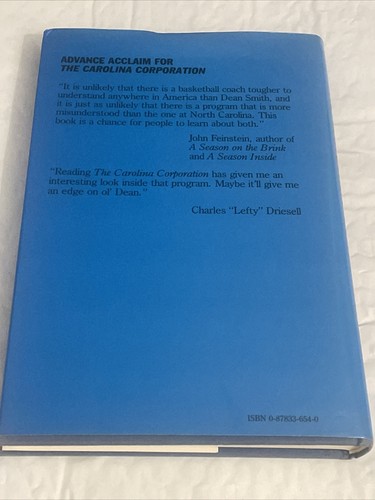 ADVANCE ACCLAIM FOR
THE CAROLINA CORPORATION
"It is unlikely that there is a basketball coach tougher to
understand anywhere in America than Dean Smith, and
it is just as unlikely that there is a program that is more
misunderstood than the one at North Carolina. This
book is a chance for people to learn about both."
John Feinstein, author of
A Season on the Brink
and A Season Inside
"Reading The Carolina Corporation has given me an
interesting look inside that program. Maybe it'll give me
an edge on ol' Dean."
Charles "Lefty" Driesell
ISBN 0-87833-654-0